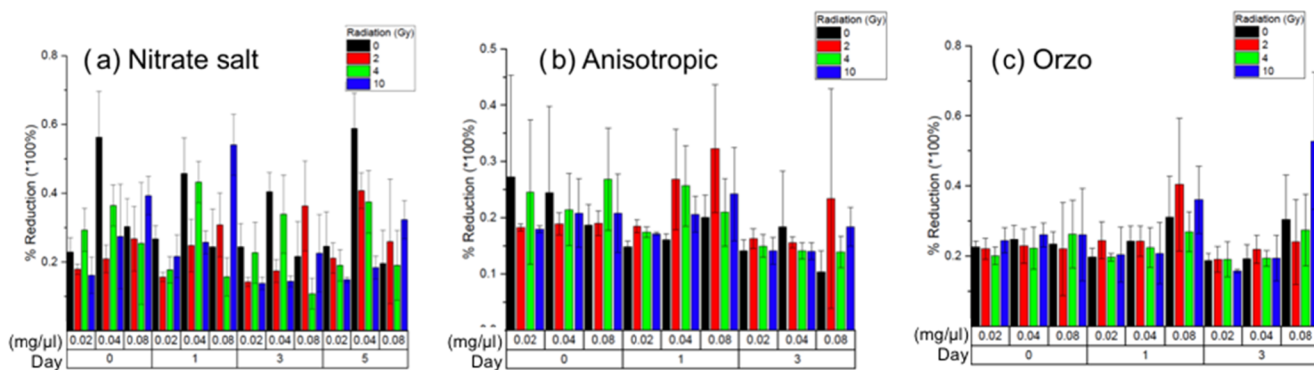 (a) Nitrate salt
Radiation (Gy)
0
2
4
10
% Reduction (*100%)
0.8
0.6
0.4
0.2
(mg/µl) 0.02 0.04 0.08 0.02 0.04 0.08 0.02 0.04 0.08 0.02 0.04 0.08
Day 0 1 3 5
(b) Anisotropic
Radiation (Gy)
0
2
4
10
% Reduction (*100%)
0.5
0.4
0.3
0.2
0.1
(mg/µl) 0.02 0.04 0.08 0.02 0.04 0.08 0.02 0.04 0.08
Day 0 1 3
(c) Orzo
Radiation (Gy)
0
2
4
10
% Reduction (*100%)
0.8
0.6
0.4
0.2
(mg/µl) 0.02 0.04 0.08 0.02 0.04 0.08 0.02 0.04 0.08
Day 0 1 3